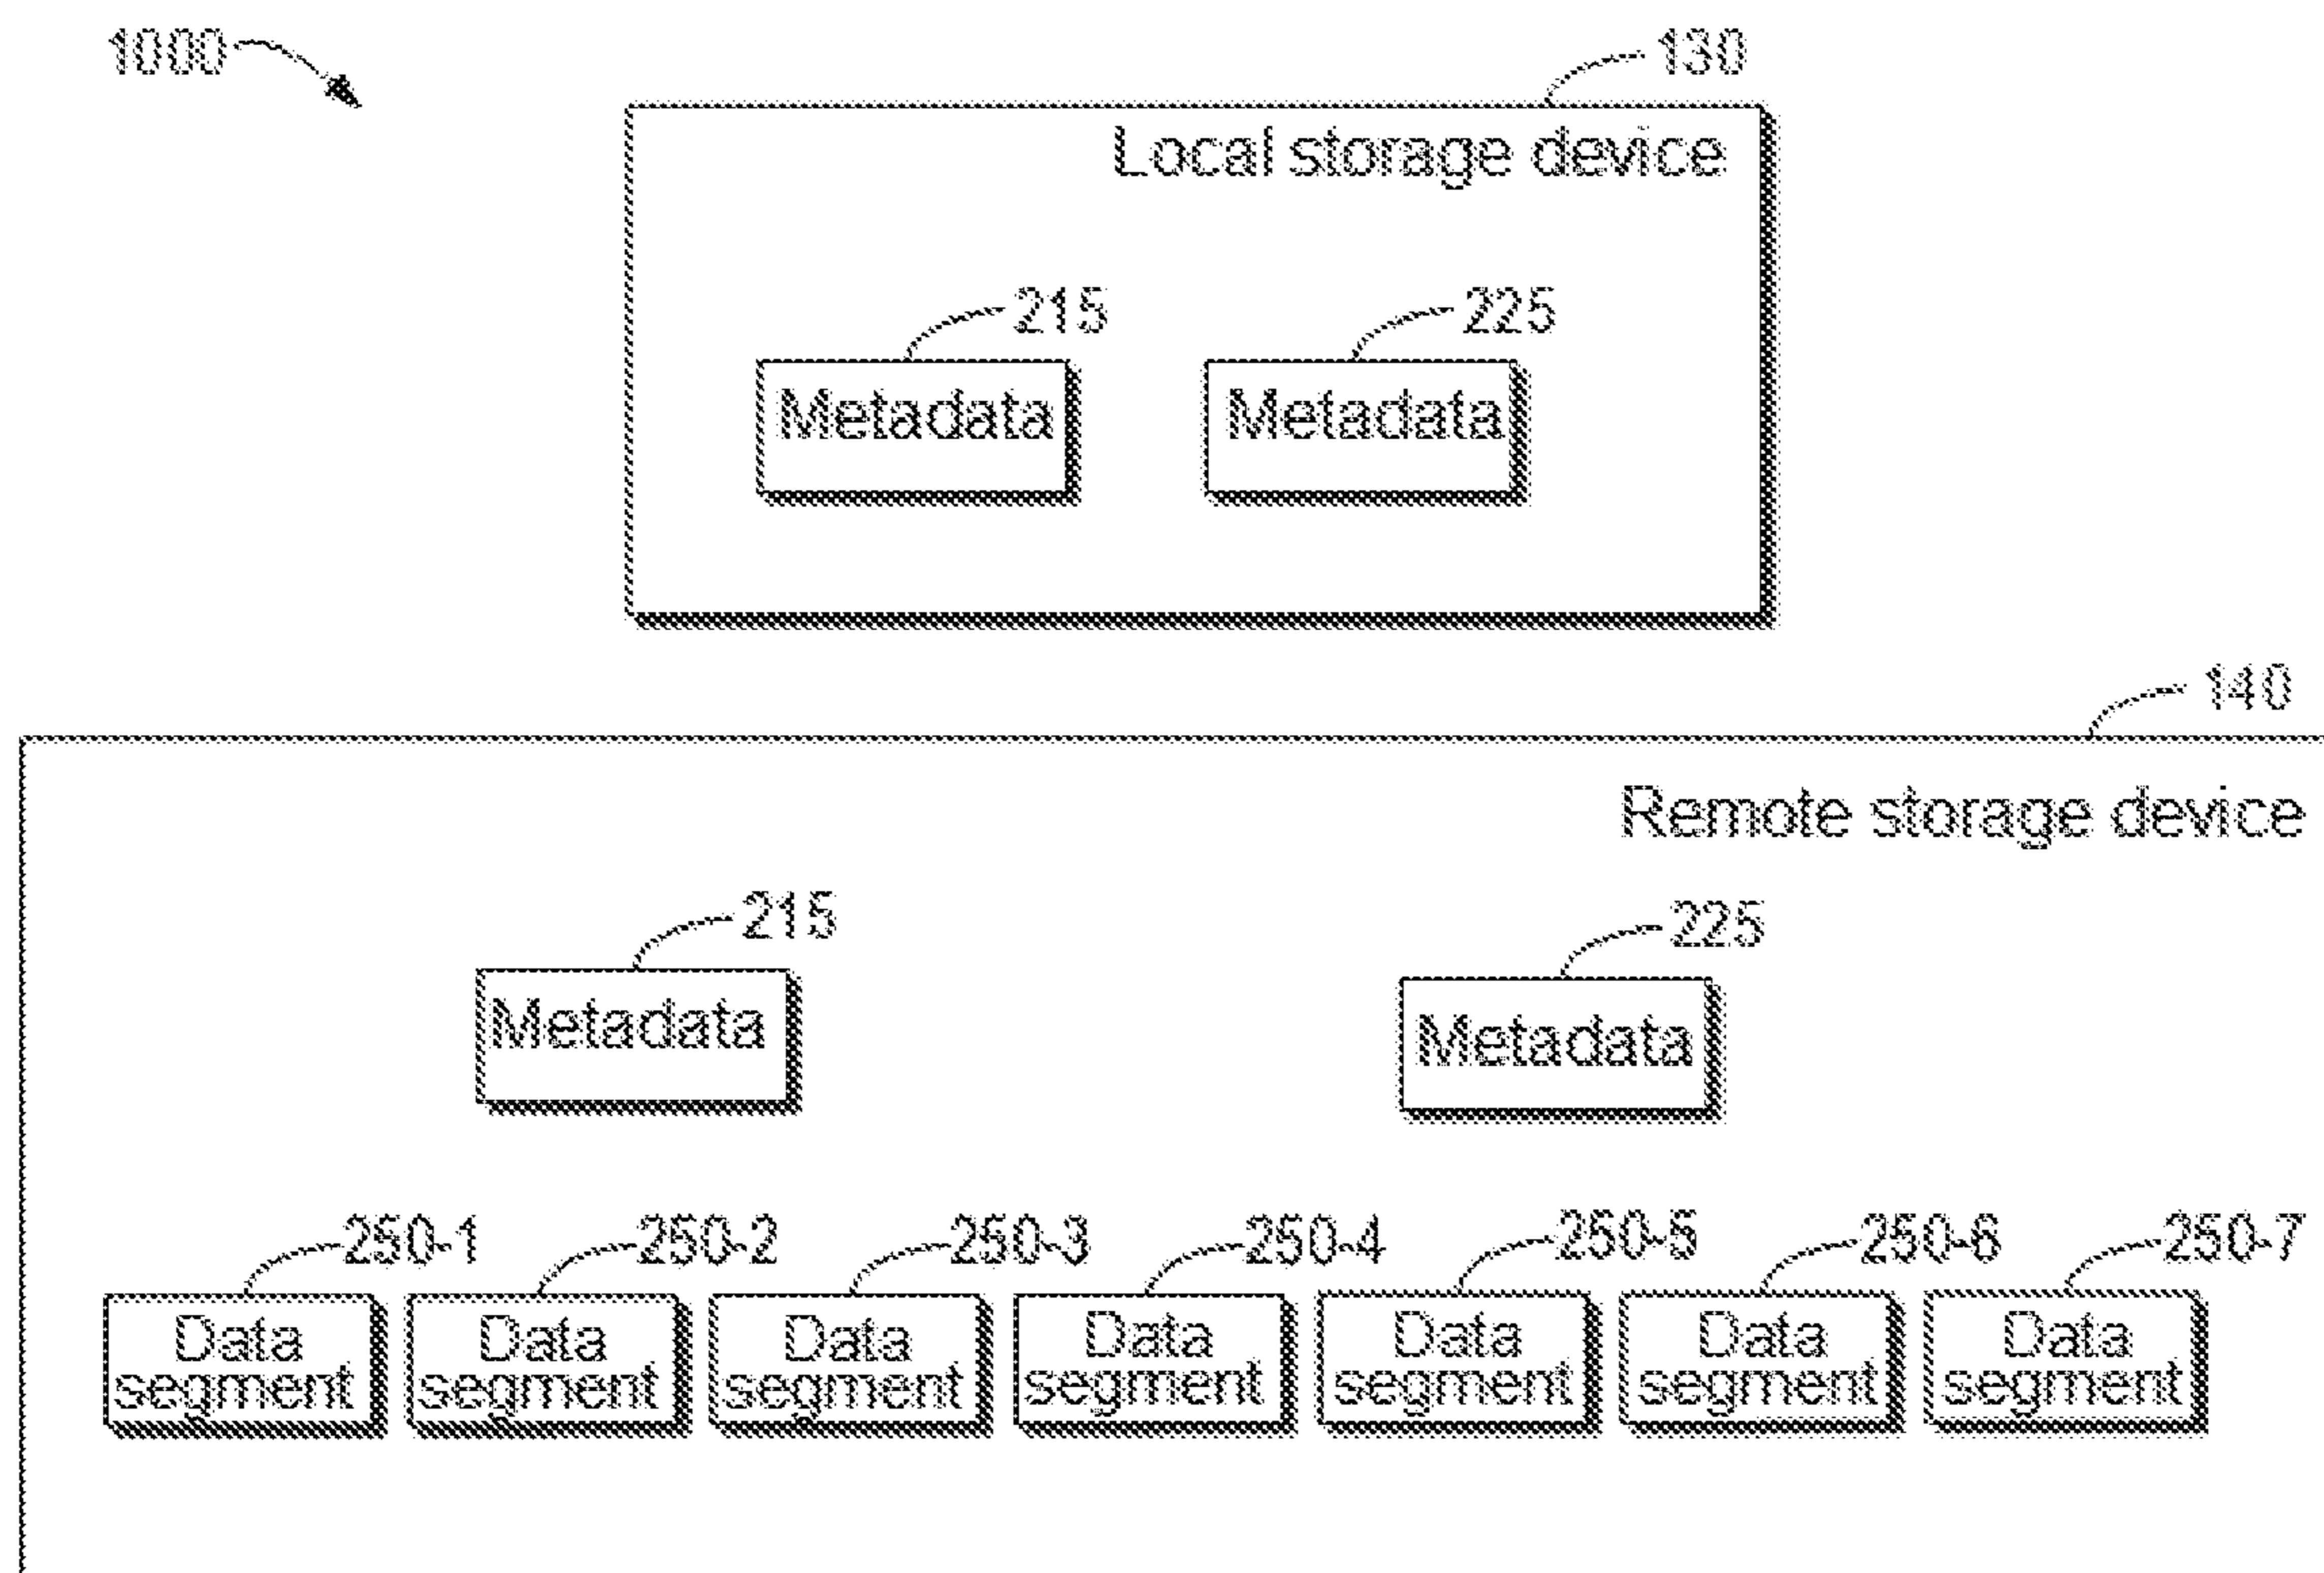 1000
130
Local storage device
215
225
Metadata
Metadata
140
Remote storage device
215
225
Metadata
Metadata
250-1
250-2
250-3
250-4
250-5
250-6
250-7
Data
segment
Data
segment
Data
segment
Data
segment
Data
segment
Data
segment
Data
segment